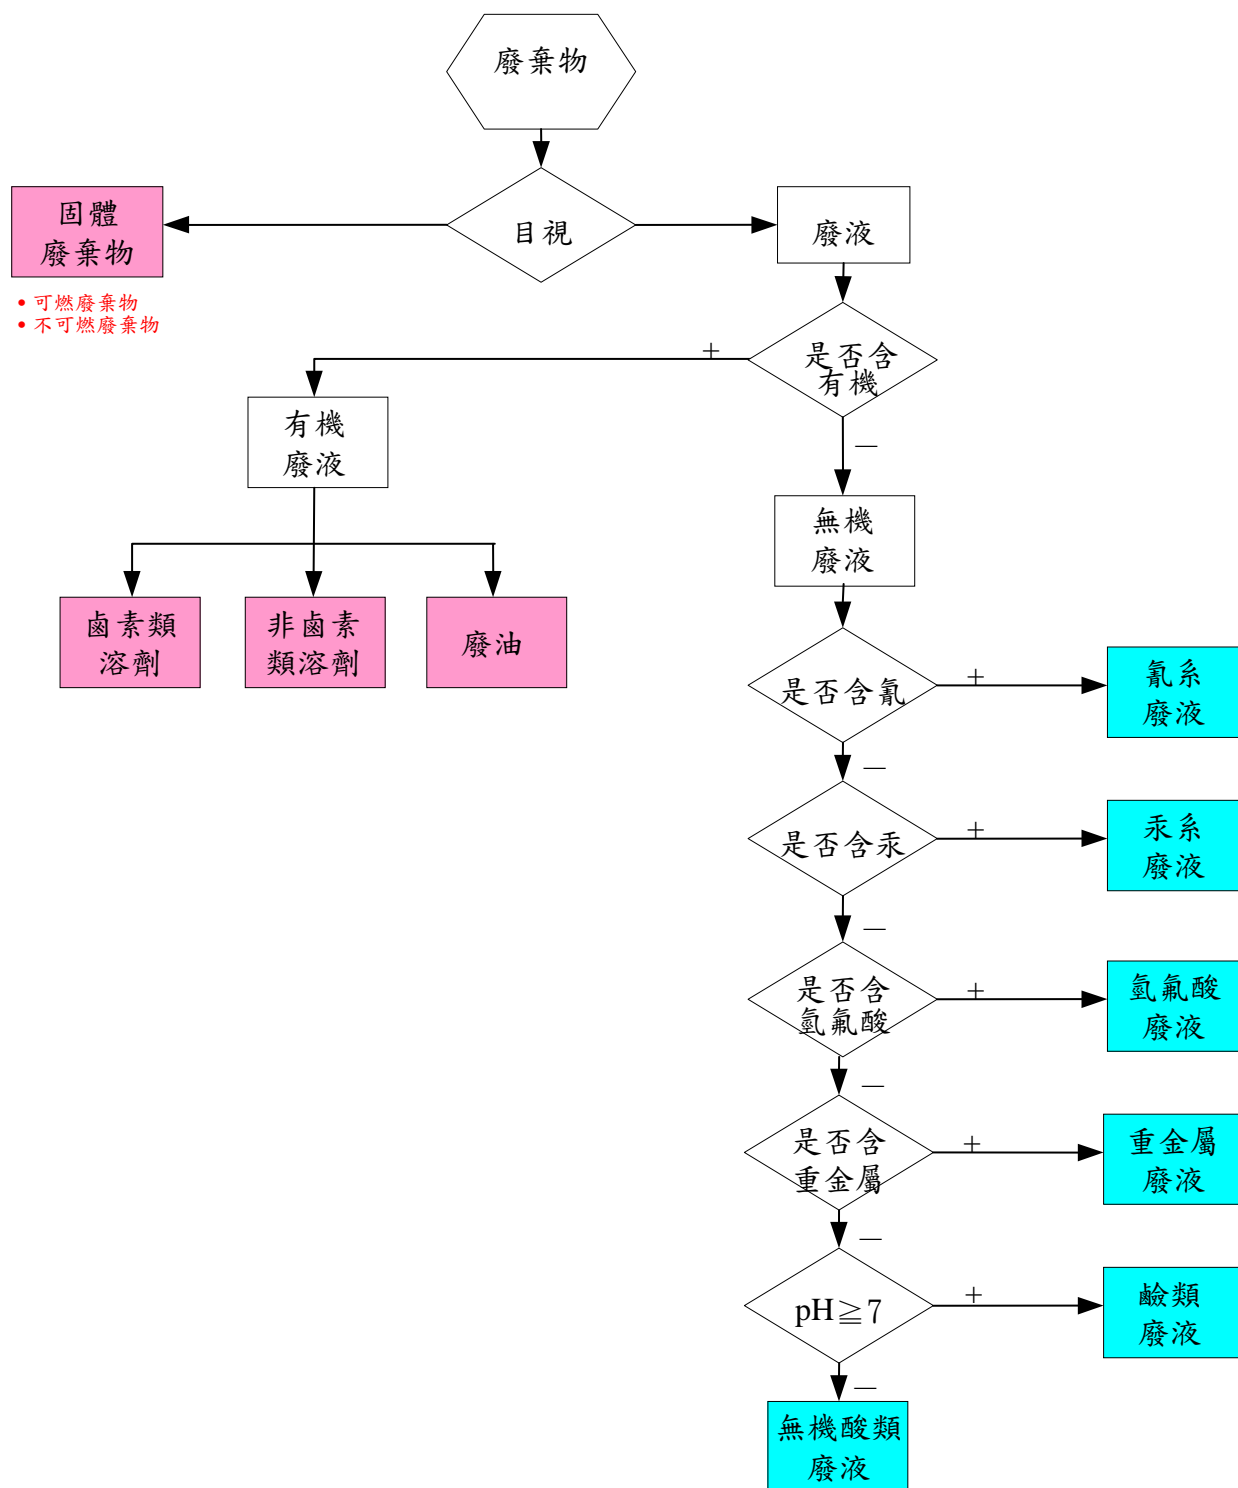 廢棄物
目視
固體
廢棄物
• 可燃廢棄物
• 不可燃廢棄物
廢液
是否含
有機
+
—
有機
廢液
鹵素類
溶劑
非鹵素
類溶劑
廢油
無機
廢液
是否含氰
+
氰系
廢液
—
是否含汞
+
汞系
廢液
—
是否含
氫氟酸
+
氫氟酸
廢液
—
是否含
重金屬
+
重金屬
廢液
—
pH≧7
+
鹼類
廢液
—
無機酸類
廢液